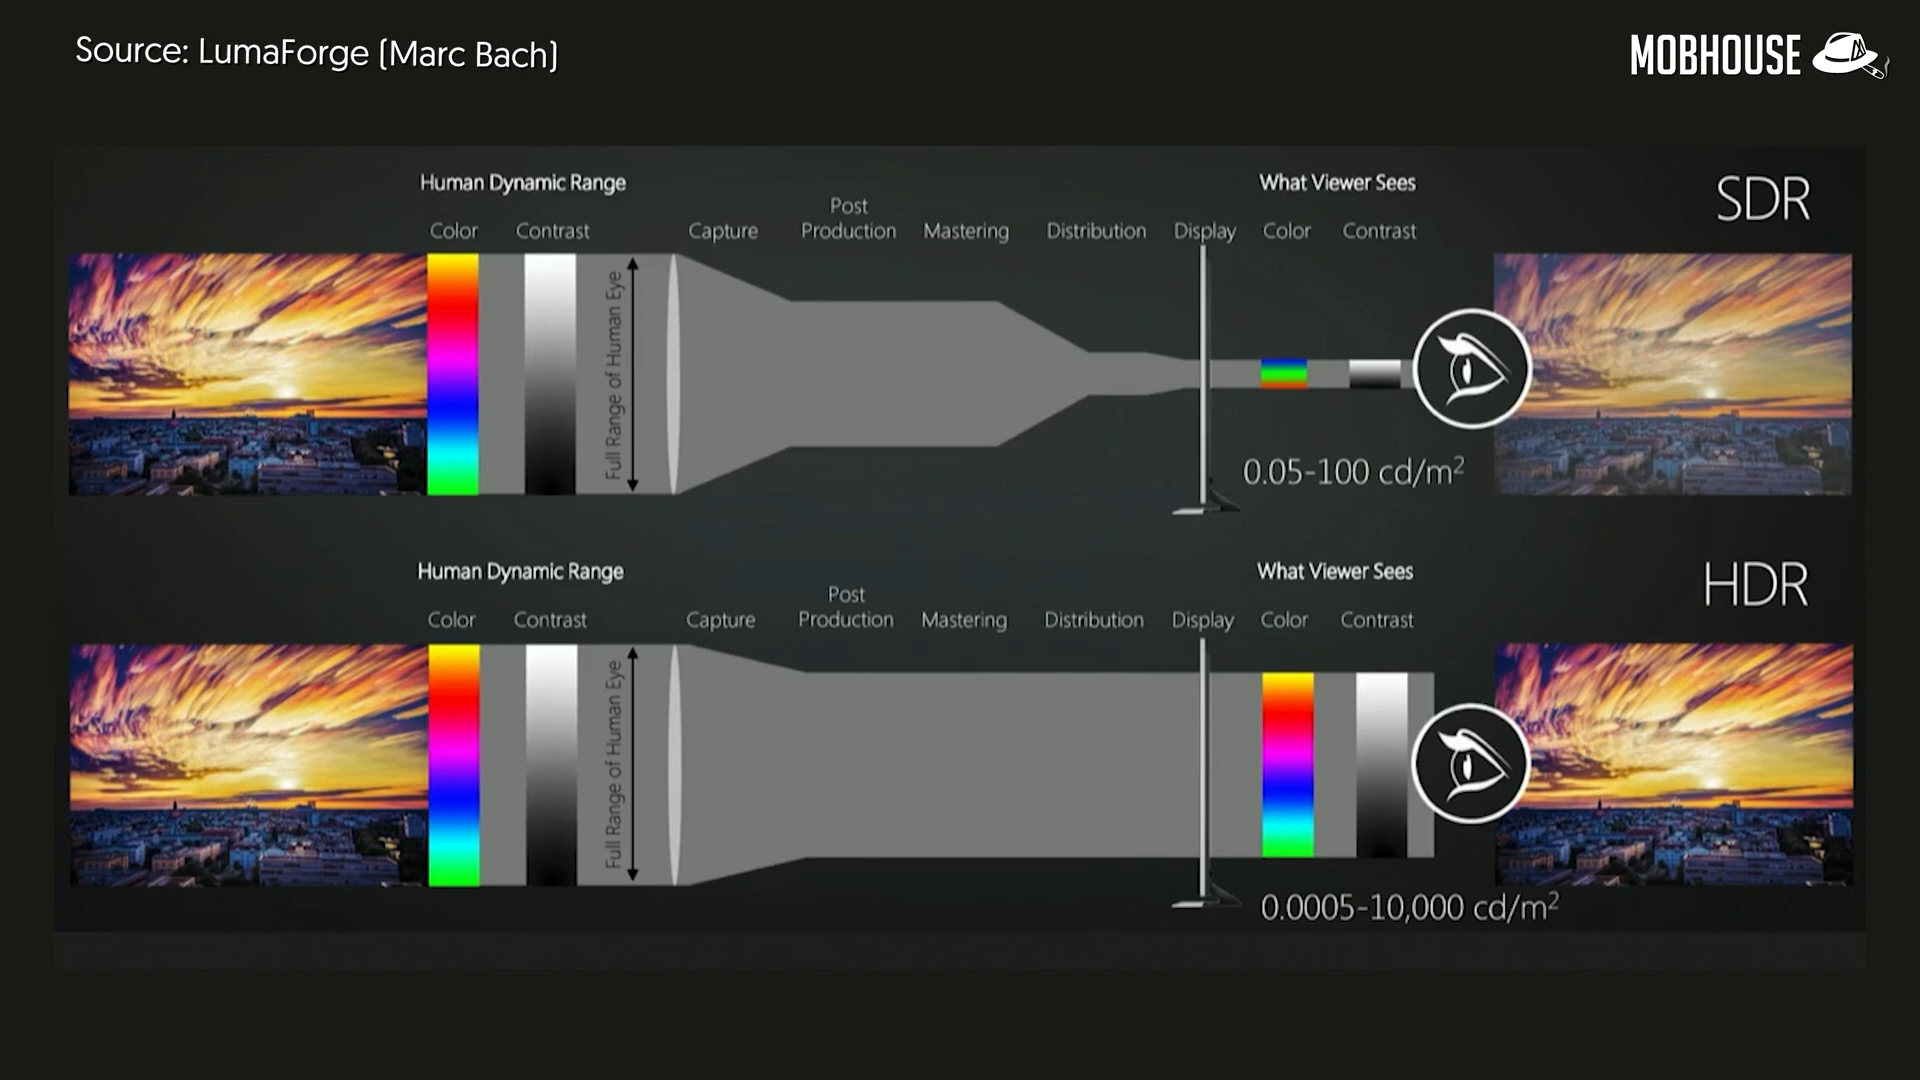 Source: LumaForge (Marc Bach)
MOBHOUSE
Human Dynamic Range
What Viewer Sees
SDR
Color
Contrast
Capture
Post
Production
Mastering
Distribution
Display
Color
Contrast
Full Range of Human Eye
0.05-100 cd/m²
Human Dynamic Range
What Viewer Sees
HDR
Color
Contrast
Capture
Post
Production
Mastering
Distribution
Display
Color
Contrast
Full Range of Human Eye
0.0005-10,000 cd/m²